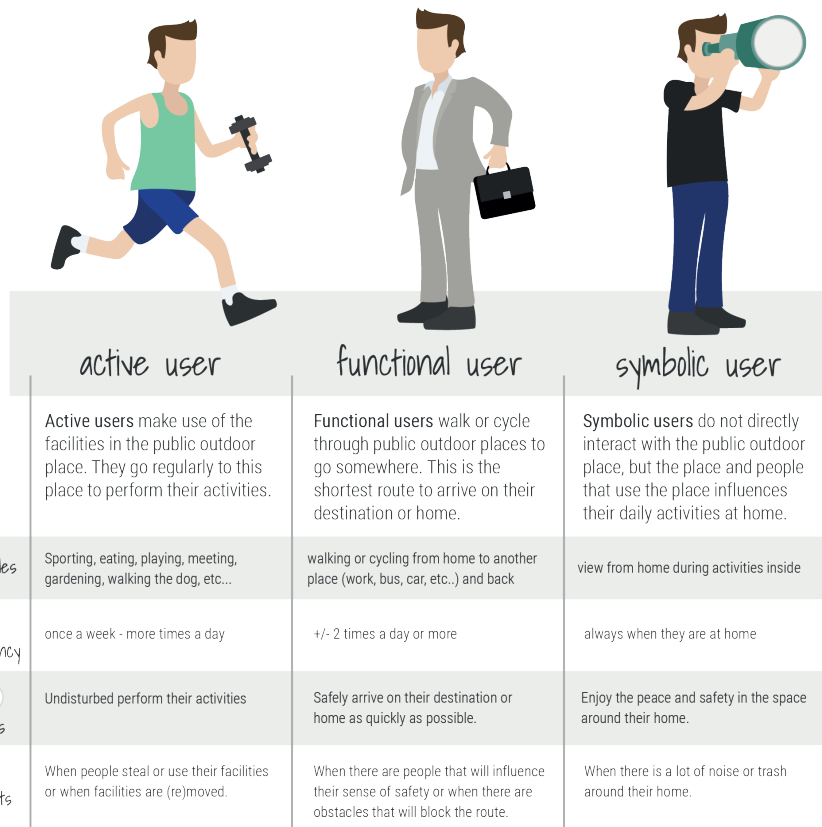 active user
functional user
symbolic user
Active users make use of the
facilities in the public outdoor
place. They go regularly to this
place to perform their activities.
Functional users walk or cycle
through public outdoor places to
go somewhere. This is the
shortest route to arrive on their
destination or home.
Symbolic users do not directly
interact with the public outdoor
place, but the place and people
that use the place influences
their daily activities at home.
Sporting, eating, playing, meeting,
gardening, walking the dog, etc...
walking or cycling from home to another
place (work, bus, car, etc..) and back
view from home during activities inside
once a week - more times a day
+/- 2 times a day or more
always when they are at home
Undisturbed perform their activities
Safely arrive on their destination or
home as quickly as possible.
Enjoy the peace and safety in the space
around their home.
When people steal or use their facilities
or when facilities are (re)moved.
When there are people that will influence
their sense of safety or when there are
obstacles that will block the route.
When there is a lot of noise or trash
around their home.